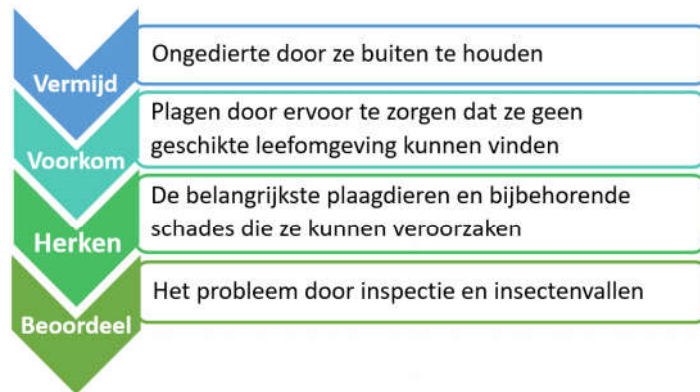 Vermijd
Ongedierte door ze buiten te houden
Voorkom
Plagen door ervoor te zorgen dat ze geen
geschikte leefomgeving kunnen vinden
Herken
De belangrijkste plaagdieren en bijbehorende
schades die ze kunnen veroorzaken
Beoordeel
Het probleem door inspectie en insectenvallen